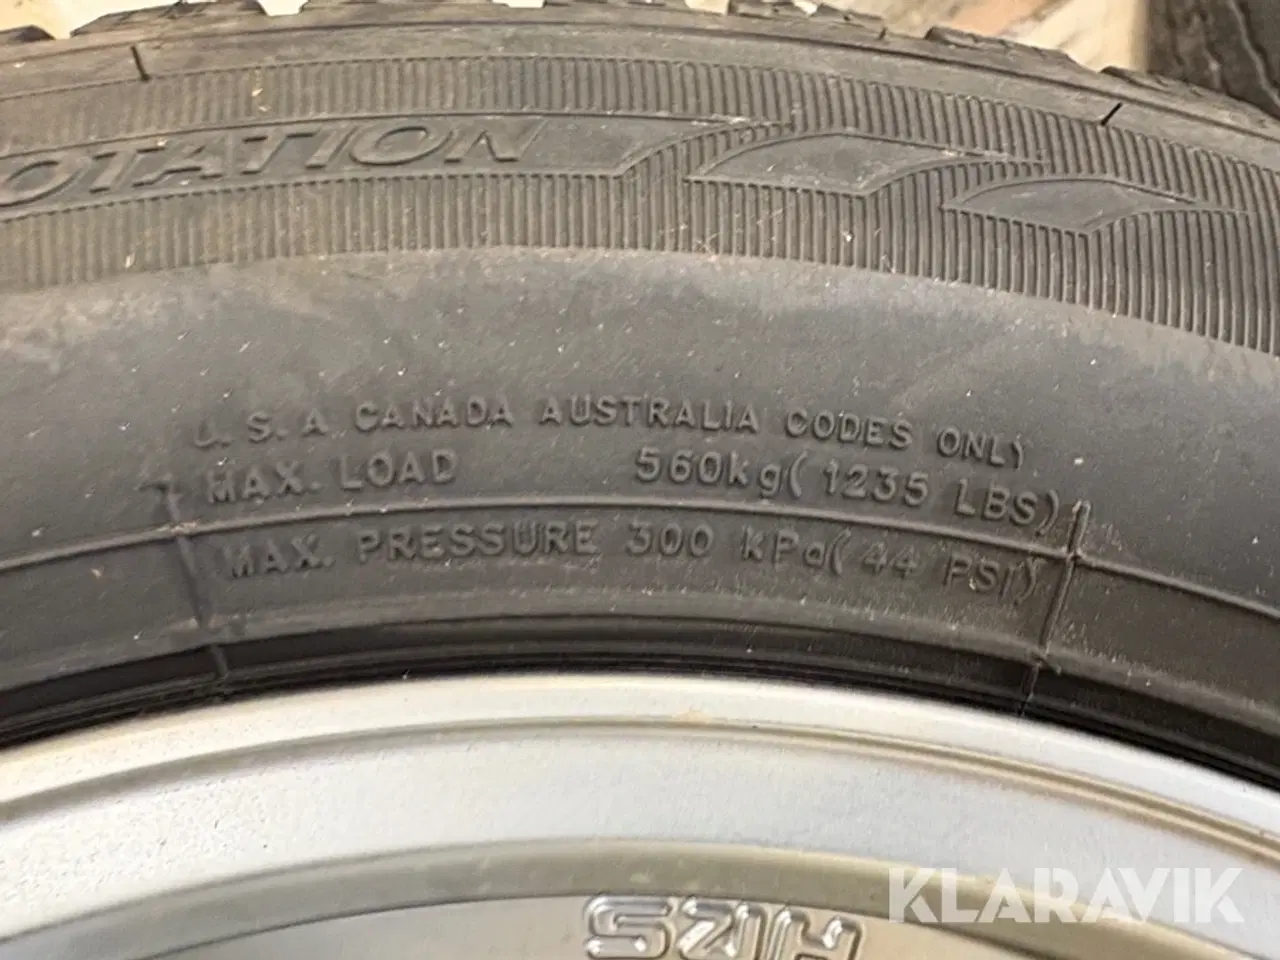 ROTATION
U.S.A CANADA AUSTRALIA CODES ONLY
MAX. LOAD 560kg(1235 LBS)
MAX. PRESSURE 300 kPa(44 PSI)
KLARAVIK